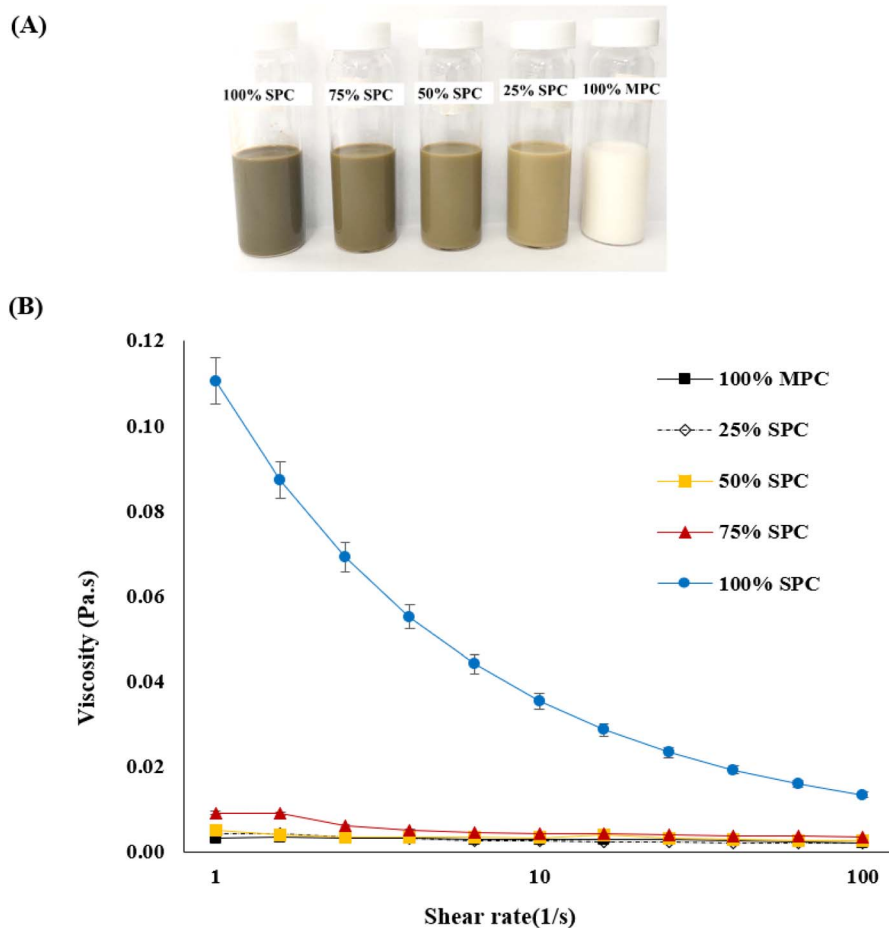 (A)
100% SPC 75% SPC 50% SPC 25% SPC 100% MPC
(B)
0.12
0.10
0.08
0.06
0.04
0.02
0.00
Viscosity (Pa.s)
100% MPC
25% SPC
50% SPC
75% SPC
100% SPC
1 10 100
Shear rate(1/s)